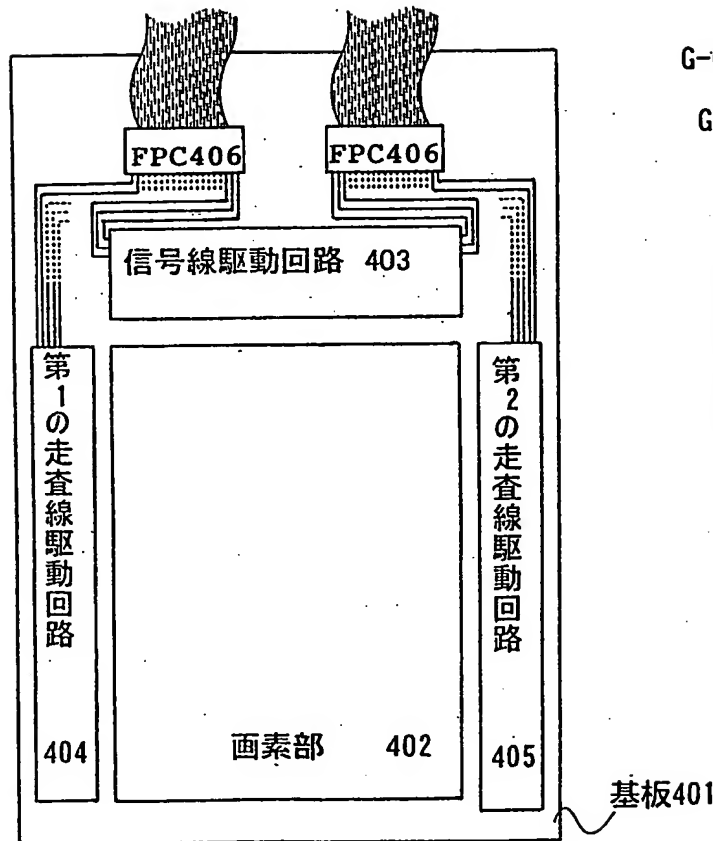 G-
G
FPC406
FPC406
信号線駆動回路 403
第1の走査線駆動回路
404
第2の走査線駆動回路
405
画素部 402
基板401